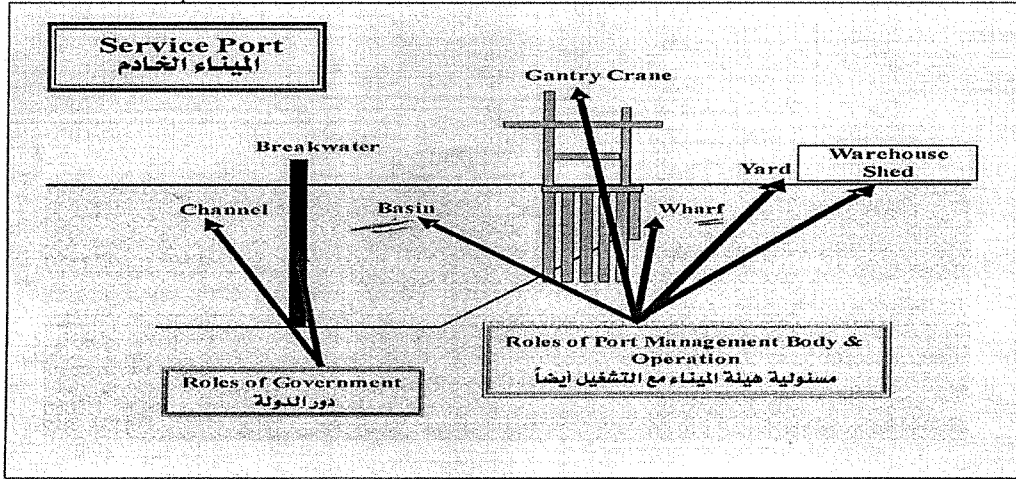 Service Port
الميناء الخادم
Gantry Crane
Breakwater
Yard
Warehouse
Shed
Channel
Basin
Wharf
Roles of Port Management Body &
Operation
مسئولية هيئة الميناء مع التشغيل أيضاً
Roles of Government
دور الدولة